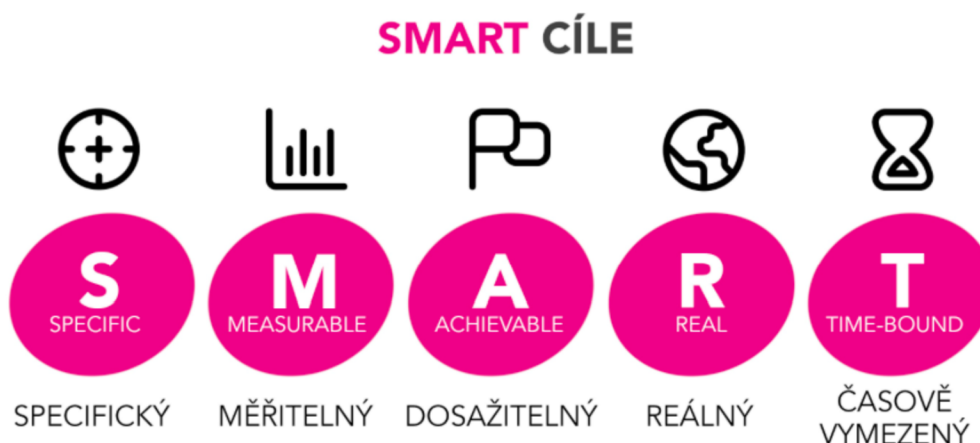 SMART CÍLE
S
SPECIFIC
M
MEASURABLE
A
ACHIEVABLE
R
REAL
T
TIME-BOUND
SPECIFICKÝ
MĚŘITELNÝ
DOSAŽITELNÝ
REÁLNÝ
ČASOVĚ
VYMEZENÝ